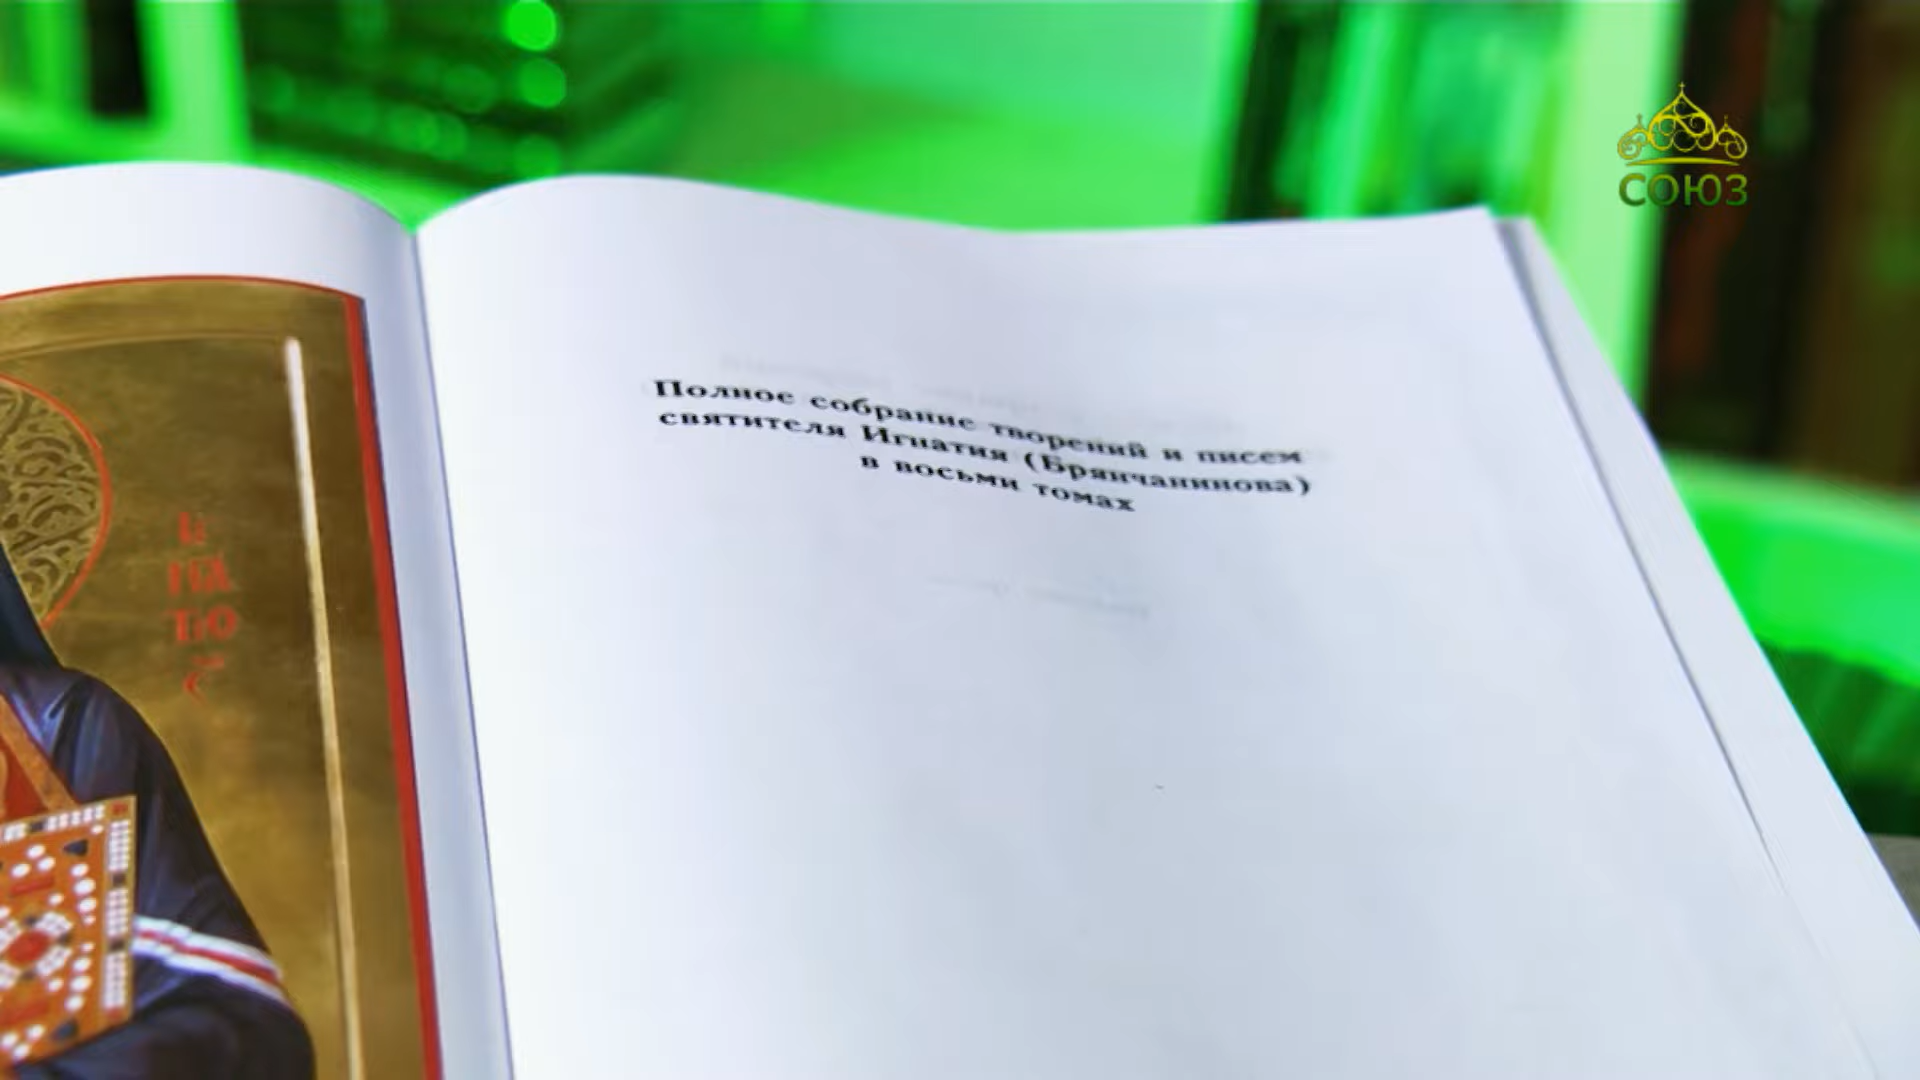 СОЮЗ
Полное собрание творений и писем
святителя Игнатия (Брянчанинова)
в восьми томах